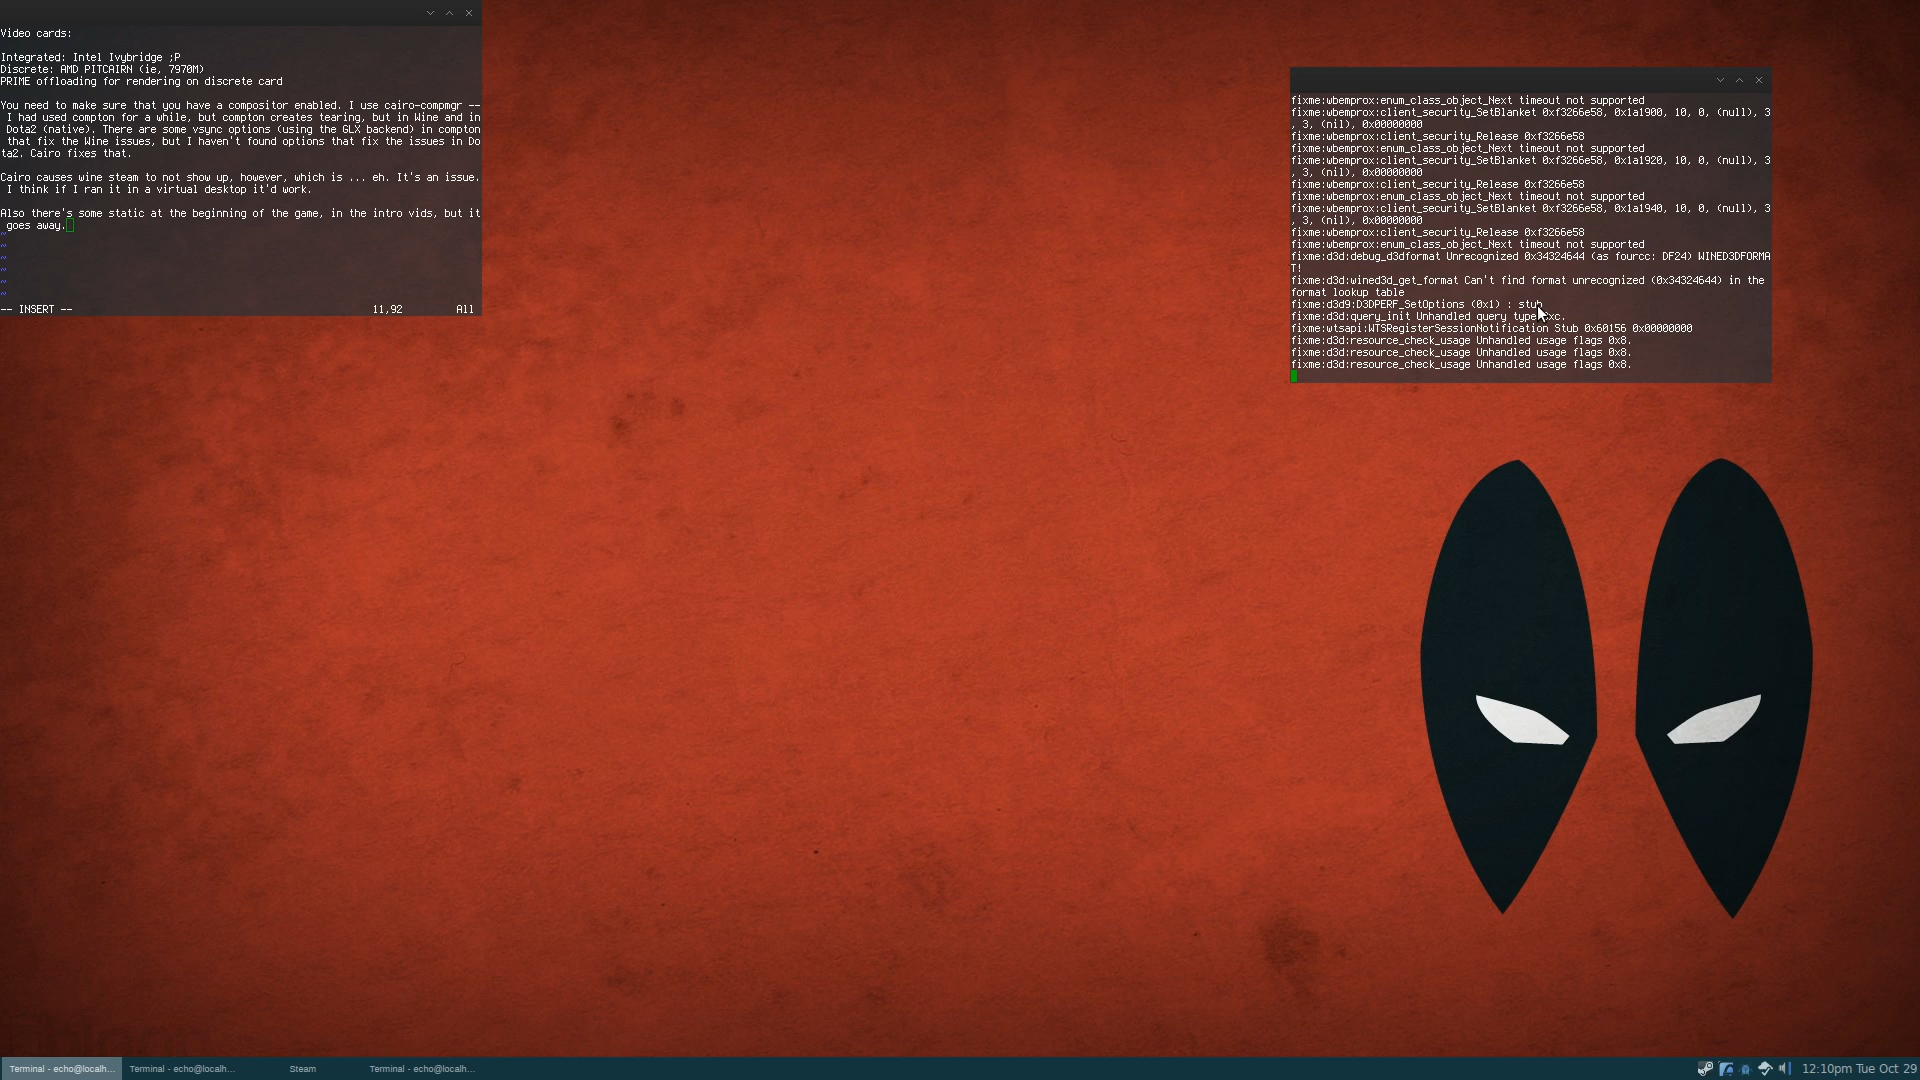 Video cards:
Integrated: Intel Ivybridge ;P
Discrete: AMD PITCAIRN (ie, 7970M)
PRIME offloading for rendering on discrete card
You need to make sure that you have a compositor enabled. I use cairo-compmgr --
I had used compton for a while, but compton creates tearing, but in Wine and in
Dota2 (native). There are some vsync options (using the GLX backend) in compton
that fix the Wine issues, but I haven't found options that fix the issues in Do
ta2. Cairo fixes that.
Cairo causes wine steam to not show up, however, which is ... eh. It's an issue.
I think if I ran it in a virtual desktop it'd work.
Also there's some static at the beginning of the game, in the intro vids, but it
goes away.
~
~
~
~
~
~
-- INSERT -- 11,92 All
fixme:wbemprox:enum_class_object_Next timeout not supported
fixme:wbemprox:client_security_SetBlanket 0xf3266e58, 0x1a1900, 10, 0, (null), 3
, 3, (nil), 0x00000000
fixme:wbemprox:client_security_Release 0xf3266e58
fixme:wbemprox:enum_class_object_Next timeout not supported
fixme:wbemprox:client_security_SetBlanket 0xf3266e58, 0x1a1920, 10, 0, (null), 3
, 3, (nil), 0x00000000
fixme:wbemprox:client_security_Release 0xf3266e58
fixme:wbemprox:enum_class_object_Next timeout not supported
fixme:wbemprox:client_security_SetBlanket 0xf3266e58, 0x1a1940, 10, 0, (null), 3
, 3, (nil), 0x00000000
fixme:wbemprox:client_security_Release 0xf3266e58
fixme:wbemprox:enum_class_object_Next timeout not supported
fixme:d3d:debug_d3dformat Unrecognized 0x34324644 (as fourcc: DF24) WINED3DFORMA
T!
fixme:d3d:wined3d_get_format Can't find format unrecognized (0x34324644) in the
format lookup table
fixme:d3d9:D3DPERF_SetOptions (0x1) : stub
fixme:d3d:query_init Unhandled query type 0xc.
fixme:wtsapi:WTSRegisterSessionNotification Stub 0x60156 0x00000000
fixme:d3d:resource_check_usage Unhandled usage flags 0x8.
fixme:d3d:resource_check_usage Unhandled usage flags 0x8.
fixme:d3d:resource_check_usage Unhandled usage flags 0x8.
Terminal - echo@localh... Terminal - echo@localh... Steam Terminal - echo@localh... 12:10pm Tue Oct 29